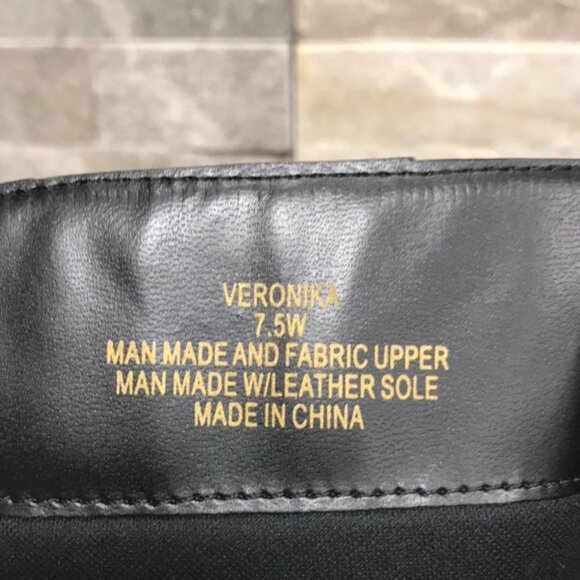 VERONIKA
7.5W
MAN MADE AND FABRIC UPPER
MAN MADE W/LEATHER SOLE
MADE IN CHINA